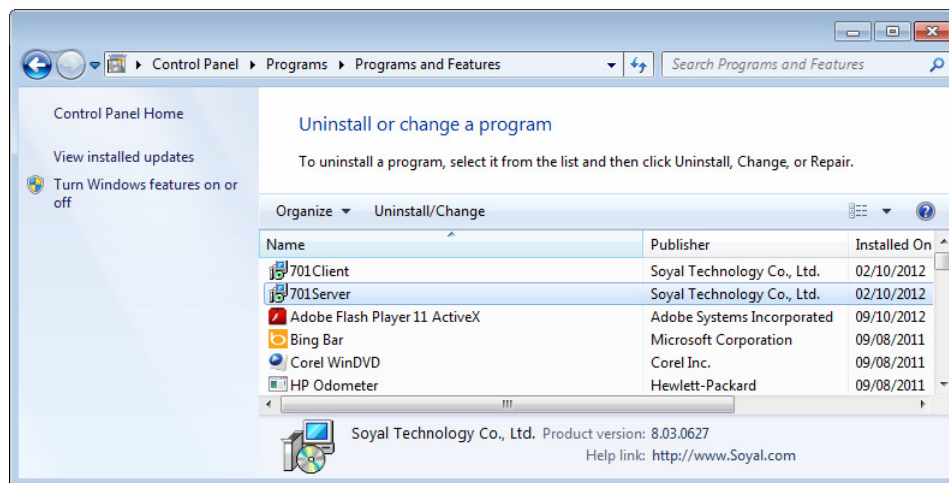 Control Panel Programs Programs and Features Search Programs and Features
Control Panel Home
View installed updates
Turn Windows features on or
off
Uninstall or change a program
To uninstall a program, select it from the list and then click Uninstall, Change, or Repair.
Organize Uninstall/Change
Name Publisher Installed On
701Client Soyal Technology Co., Ltd. 02/10/2012
701Server Soyal Technology Co., Ltd. 02/10/2012
Adobe Flash Player 11 ActiveX Adobe Systems Incorporated 09/10/2012
Bing Bar Microsoft Corporation 09/08/2011
Corel WinDVD Corel Inc. 09/08/2011
HP Odometer Hewlett-Packard 09/08/2011
Soyal Technology Co., Ltd. Product version: 8.03.0627
Help link: http://www.Soyal.com